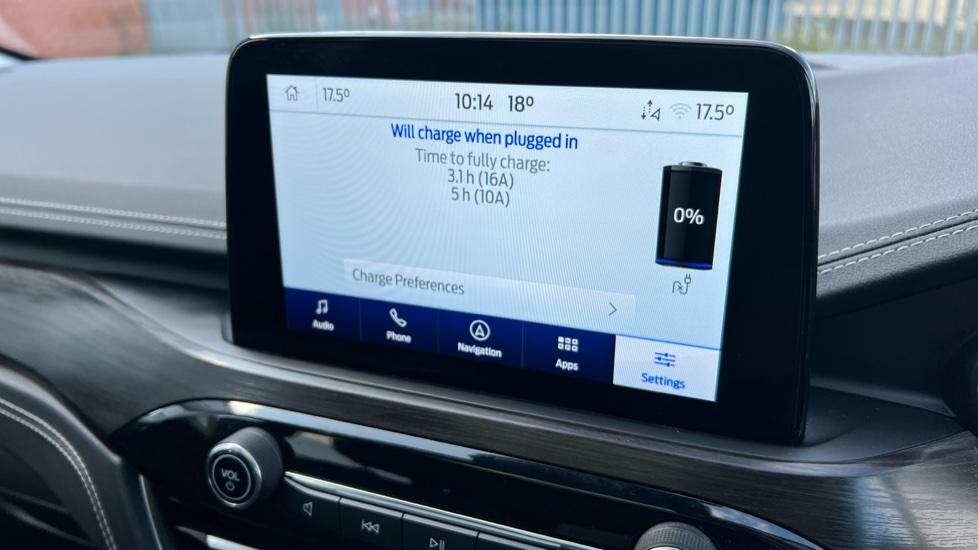 17.5° 10:14 18° 17.5°
Will charge when plugged in
Time to fully charge:
3.1 h (16A)
5 h (10A)
0%
Charge Preferences
Audio
Phone
Navigation
Apps
Settings
VOL